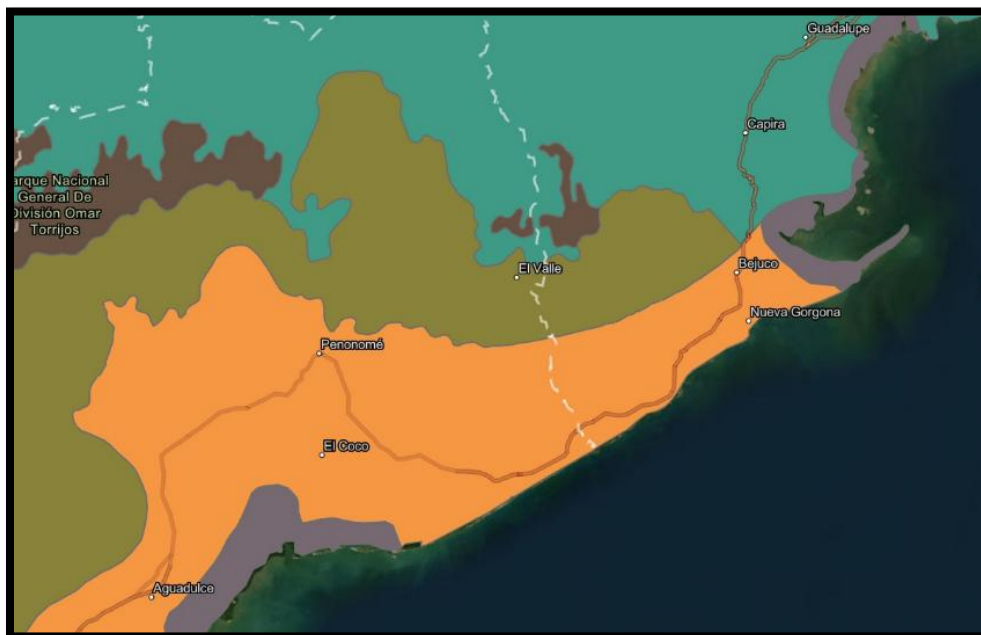 Guadalupe
Capira
arque Nacional
General De
División Omar
Torrijos
El Valle
Bejuco
Nueva Gorgona
Penonomé
El Coco
Aguadulce